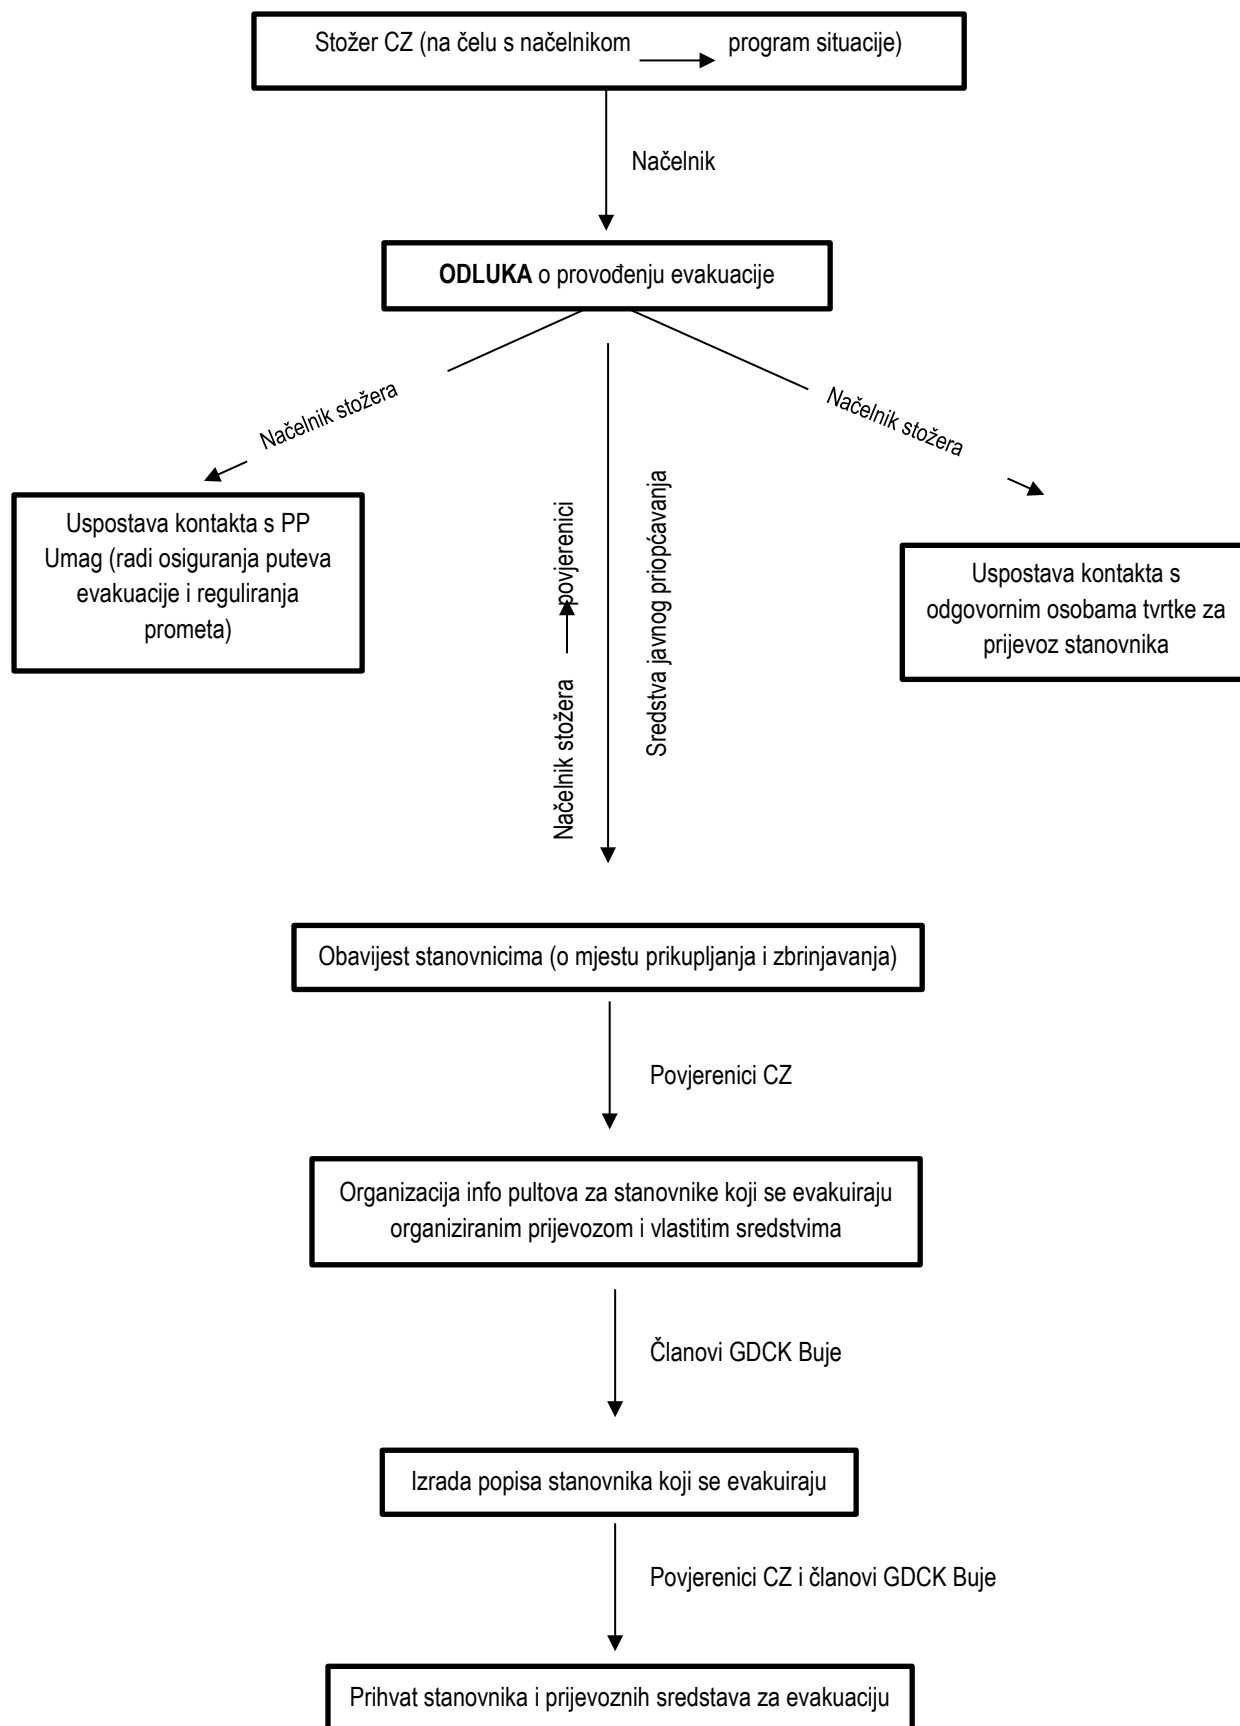 Stožer CZ (na čelu s načelnikom program situacije)
Načelnik
ODLUKA o provođenju evakuacije
Načelnik stožera
Načelnik stožera
Uspostava kontakta s PP
Umag (radi osiguranja puteva
evakuacije i reguliranja
prometa)
Načelnik stožera povjerenici
Sredstva javnog priopćavanja
Uspostava kontakta s
odgovornim osobama tvrtke za
prijevoz stanovnika
Obavijest stanovnicima (o mjestu prikupljanja i zbrinjavanja)
Povjerenici CZ
Organizacija info pultova za stanovnike koji se evakuiraju
organiziranim prijevozom i vlastitim sredstvima
Članovi GDCK Buje
Izrada popisa stanovnika koji se evakuiraju
Povjerenici CZ i članovi GDCK Buje
Prihvat stanovnika i prijevoznih sredstava za evakuaciju